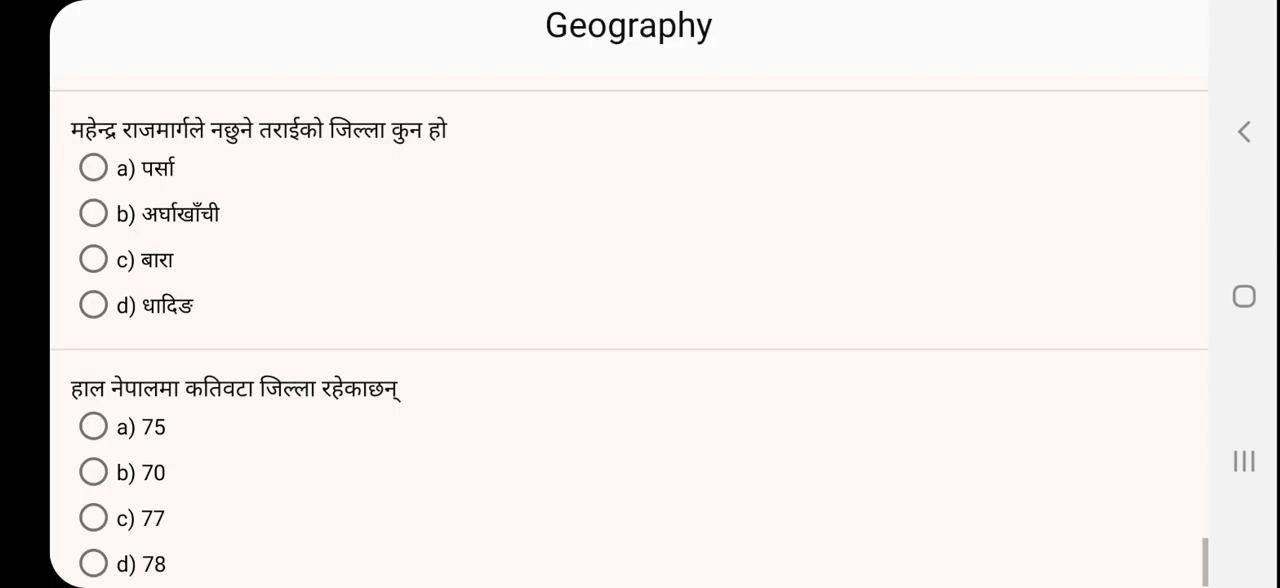 Geography
महेन्द्र राजमार्गले नछुने तराईको जिल्ला कुन हो
a) पर्सा
b) अर्घाखाँची
c) बारा
d) धादिङ
हाल नेपालमा कतिवटा जिल्ला रहेकाछन्
a) 75
b) 70
c) 77
d) 78